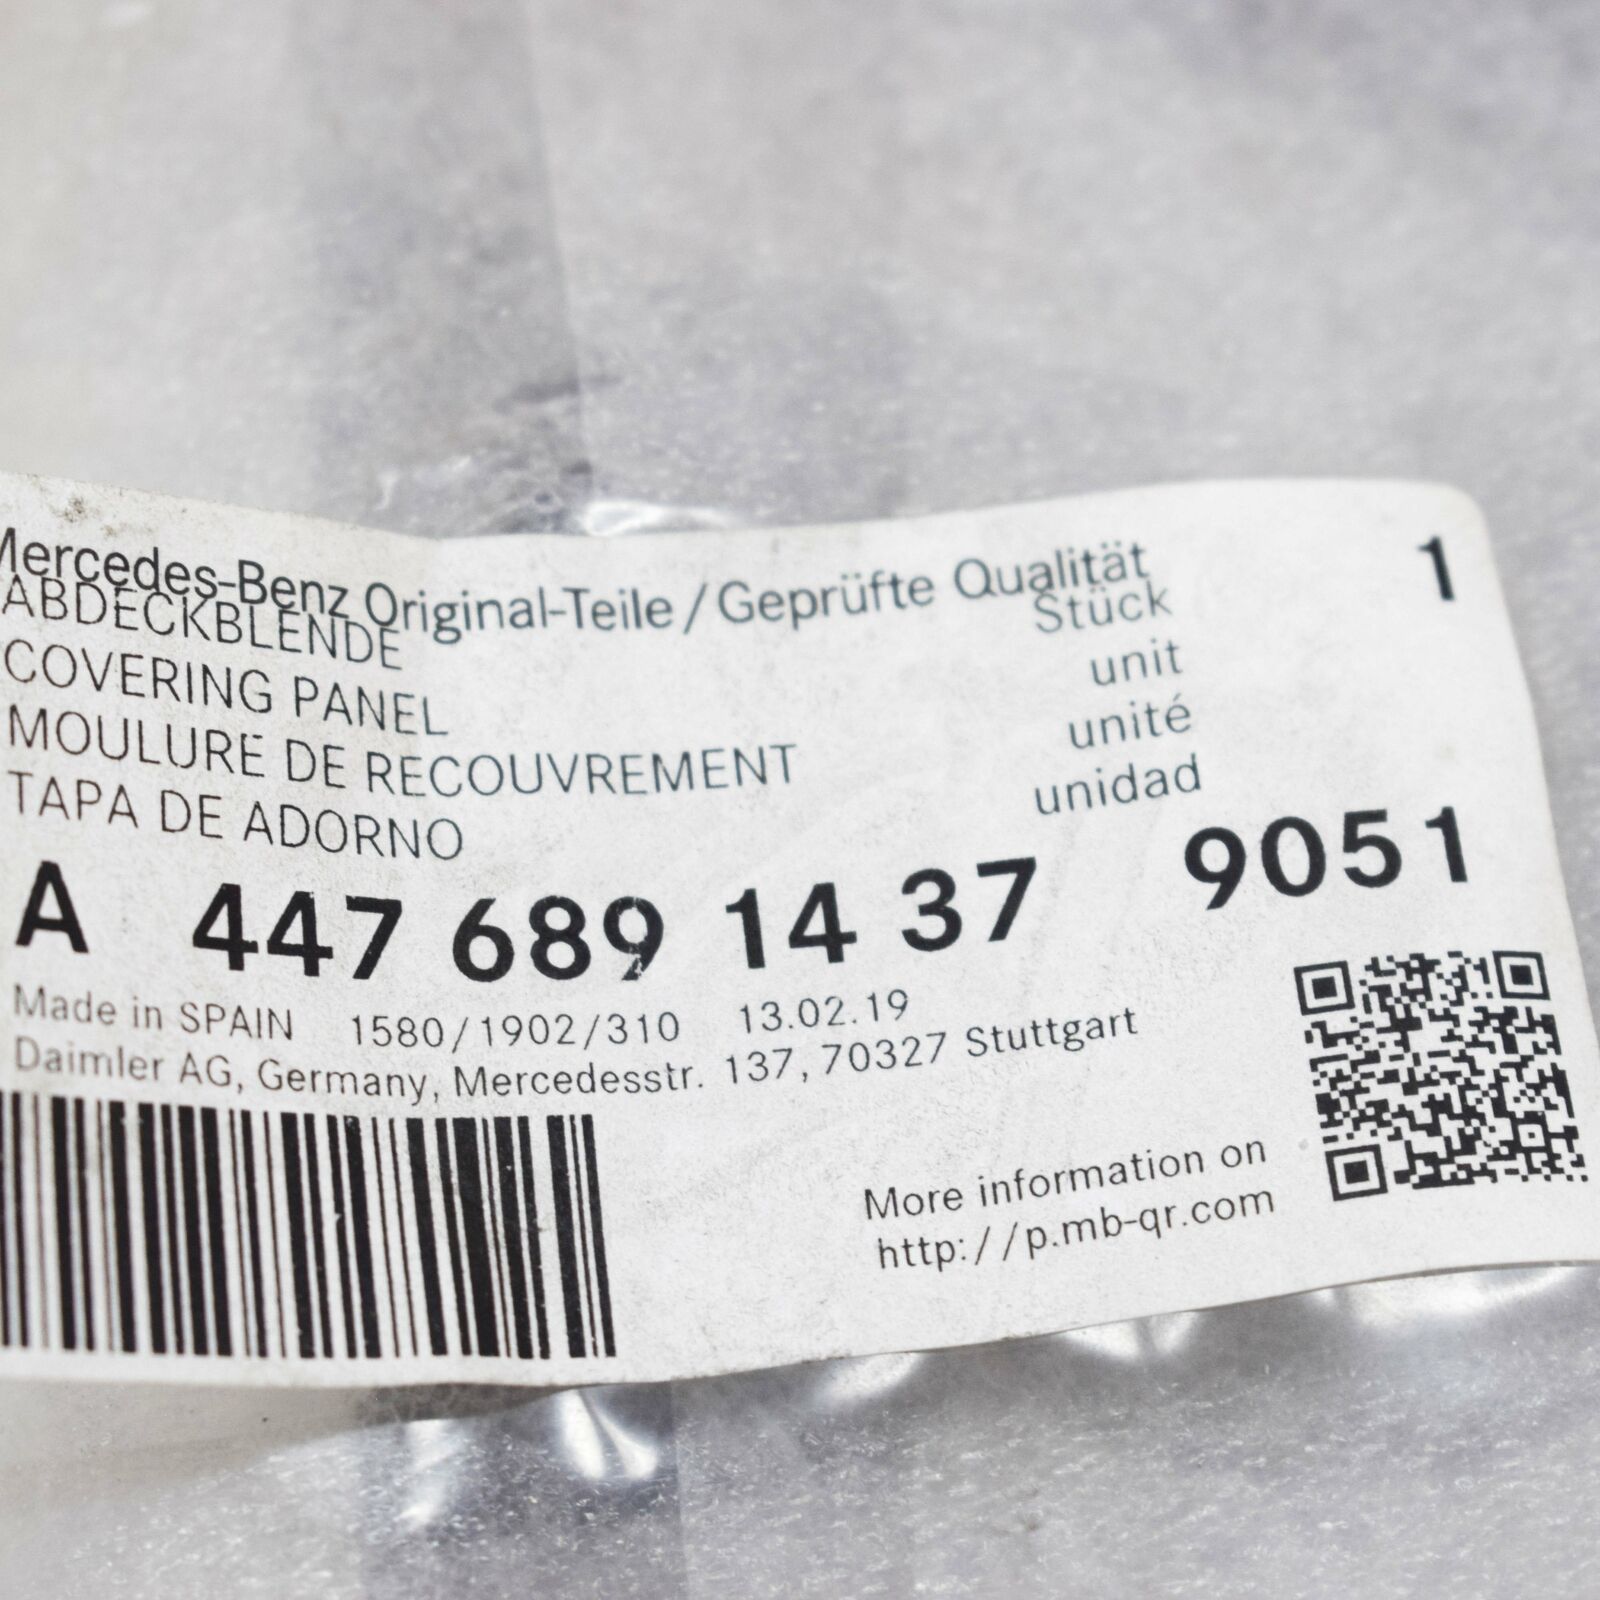 Mercedes-Benz Original-Teile/Geprüfte Qualität
ABDECKBLENDE Stück 1
COVERING PANEL unit
MOULURE DE RECOUVREMENT unité
TAPA DE ADORNO unidad
A 447 689 14 37 9051
Made in SPAIN 1580/1902/310 13.02.19
Daimler AG, Germany, Mercedesstr. 137, 70327 Stuttgart
More information on
http://p.mb-qr.com